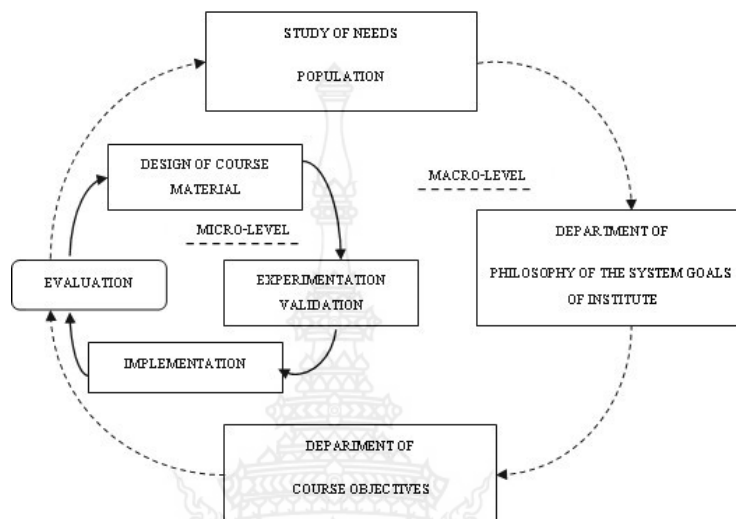 STUDY OF NEEDS
POPULATION
DESIGN OF COURSE
MATERIAL
MACRO-LEVEL
MICRO-LEVEL
DEPARTMENT OF
PHILOSOPHY OF THE SYSTEM GOALS
OF INSTITUTE
EVALUATION
EXPERIMENTATION
VALIDATION
IMPLEMENTATION
DEPARTMENT OF
COURSE OBJECTIVES